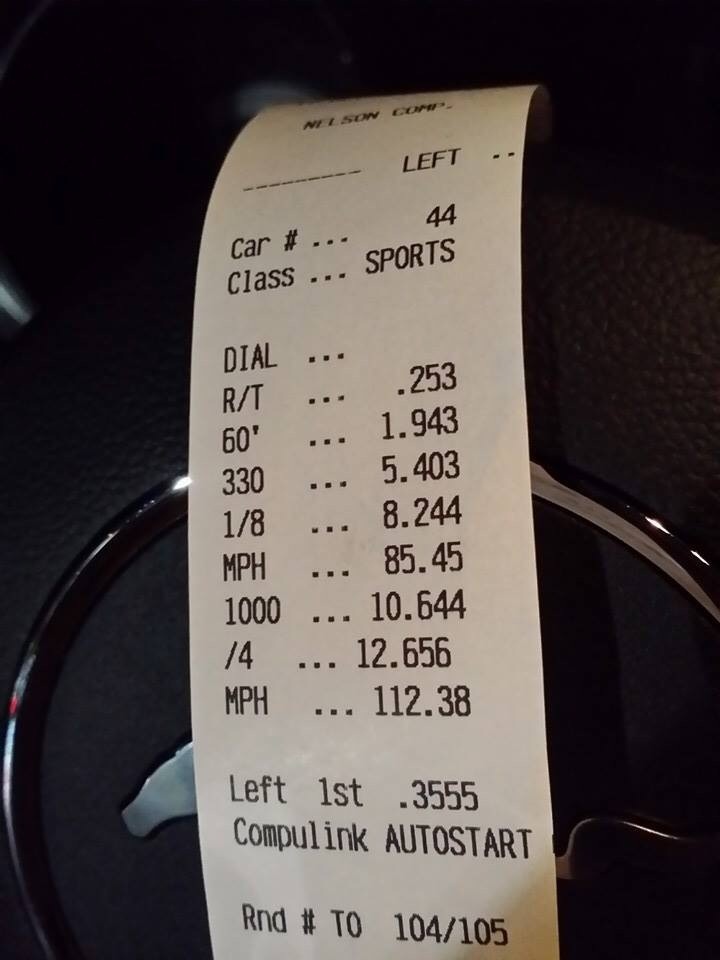 NELSON COMP.
--------- LEFT --
Car # ... 44
Class ... SPORTS
DIAL ...
R/T ... .253
60' ... 1.943
330 ... 5.403
1/8 ... 8.244
MPH ... 85.45
1000 ... 10.644
/4 ... 12.656
MPH ... 112.38
Left 1st .3555
Compulink AUTOSTART
Rnd # TO 104/105